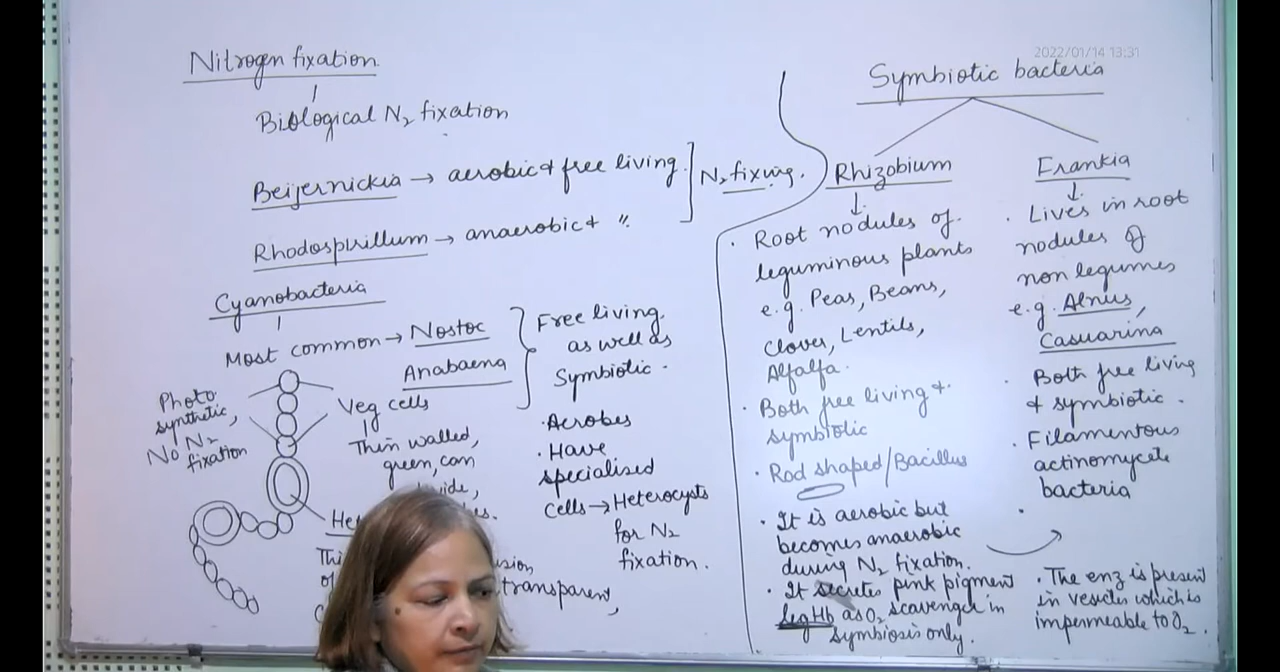 2022/01/14 13:31
Nitrogen fixation
Biological N₂ fixation
Beijernickia → aerobic & free living
Rhodospirillum → anaerobic & "
N₂ fixing.
Cyanobacteria
Most common → Nostoc
Anabaena
Free living
as well as
Symbiotic.
Photo
synthetic,
No N₂
fixation
Veg cells
Thin walled,
green, can
· Aerobes
· Have
specialised
cells → Heterocysts
for N₂
fixation.
transparent,
Symbiotic bacteria
Rhizobium
· Root nodules of
leguminous plants
e.g. Peas, Beans,
Clover, Lentils,
Alfalfa.
· Both free living &
symbiotic
· Rod shaped/Bacillus
· It is aerobic but
becomes anaerobic
during N₂ fixation.
· It secretes pink pigment
legHb as O₂ scavenger in
symbiosis only.
Frankia
· Lives in root
nodules of
non legumes
e.g. Alnus,
Casuarina
· Both free living
& symbiotic.
· Filamentous
actinomycete
bacteria
· The enz is present
in vesicles which is
impermeable to O₂.